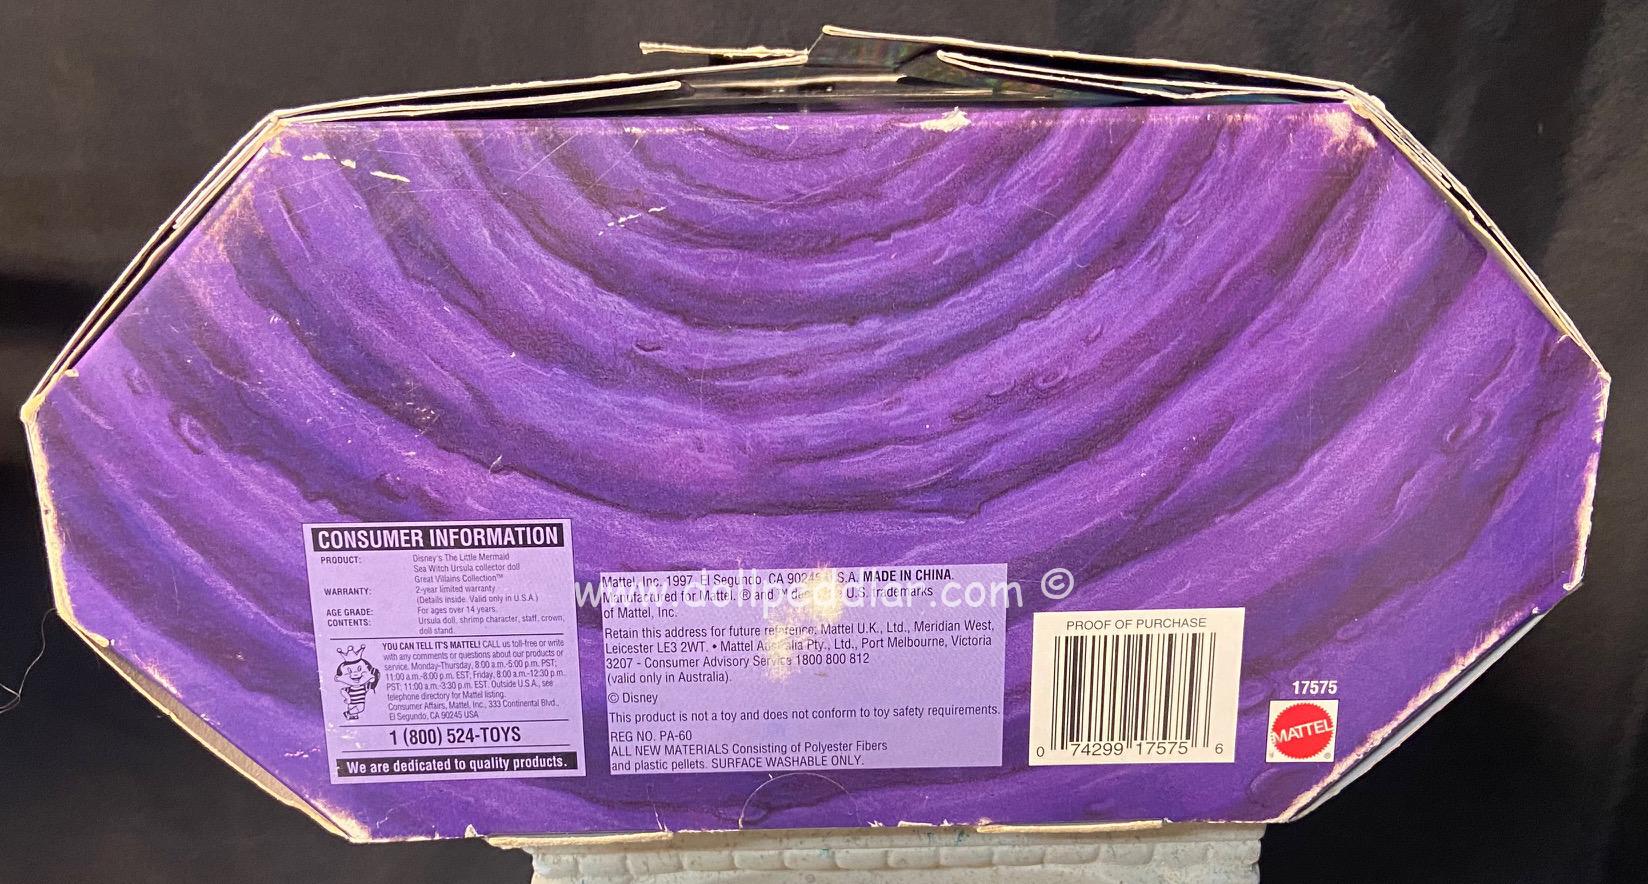 CONSUMER INFORMATION
PRODUCT: Disney's The Little Mermaid
Sea Witch Ursula collector doll
Great Villains Collection™
WARRANTY: 2-year limited warranty
(Details inside. Valid only in U.S.A.)
AGE GRADE: For ages over 14 years.
CONTENTS: Ursula doll, shrimp character, staff, crown,
doll stand.
YOU CAN TELL IT'S MATTEL! CALL us toll-free or write
with any comments or questions about our products or
service. Monday-Thursday, 8:00 a.m.-5:00 p.m. PST;
11:00 a.m.-8:00 p.m. EST; Friday, 8:00 a.m.-12:30 p.m.
PST; 11:00 a.m.-3:30 p.m. EST. Outside U.S.A., see
telephone directory for Mattel listing.
Consumer Affairs, Mattel, Inc., 333 Continental Blvd.,
El Segundo, CA 90245 USA
1 (800) 524-TOYS
We are dedicated to quality products.
Mattel, Inc. 1997. El Segundo, CA 90245 U.S.A. MADE IN CHINA.
Manufactured for Mattel. ® and ™ U.S. trademarks
of Mattel, Inc.
Retain this address for future reference: Mattel U.K., Ltd., Meridian West,
Leicester LE3 2WT. • Mattel Australia Pty., Ltd., Port Melbourne, Victoria
3207 - Consumer Advisory Service 1800 800 812
(valid only in Australia).
© Disney
This product is not a toy and does not conform to toy safety requirements.
REG NO. PA-60
ALL NEW MATERIALS Consisting of Polyester Fibers
and plastic pellets. SURFACE WASHABLE ONLY.
www.dollpeddlar.com ©
PROOF OF PURCHASE
0 74299 17575 6
17575
MATTEL